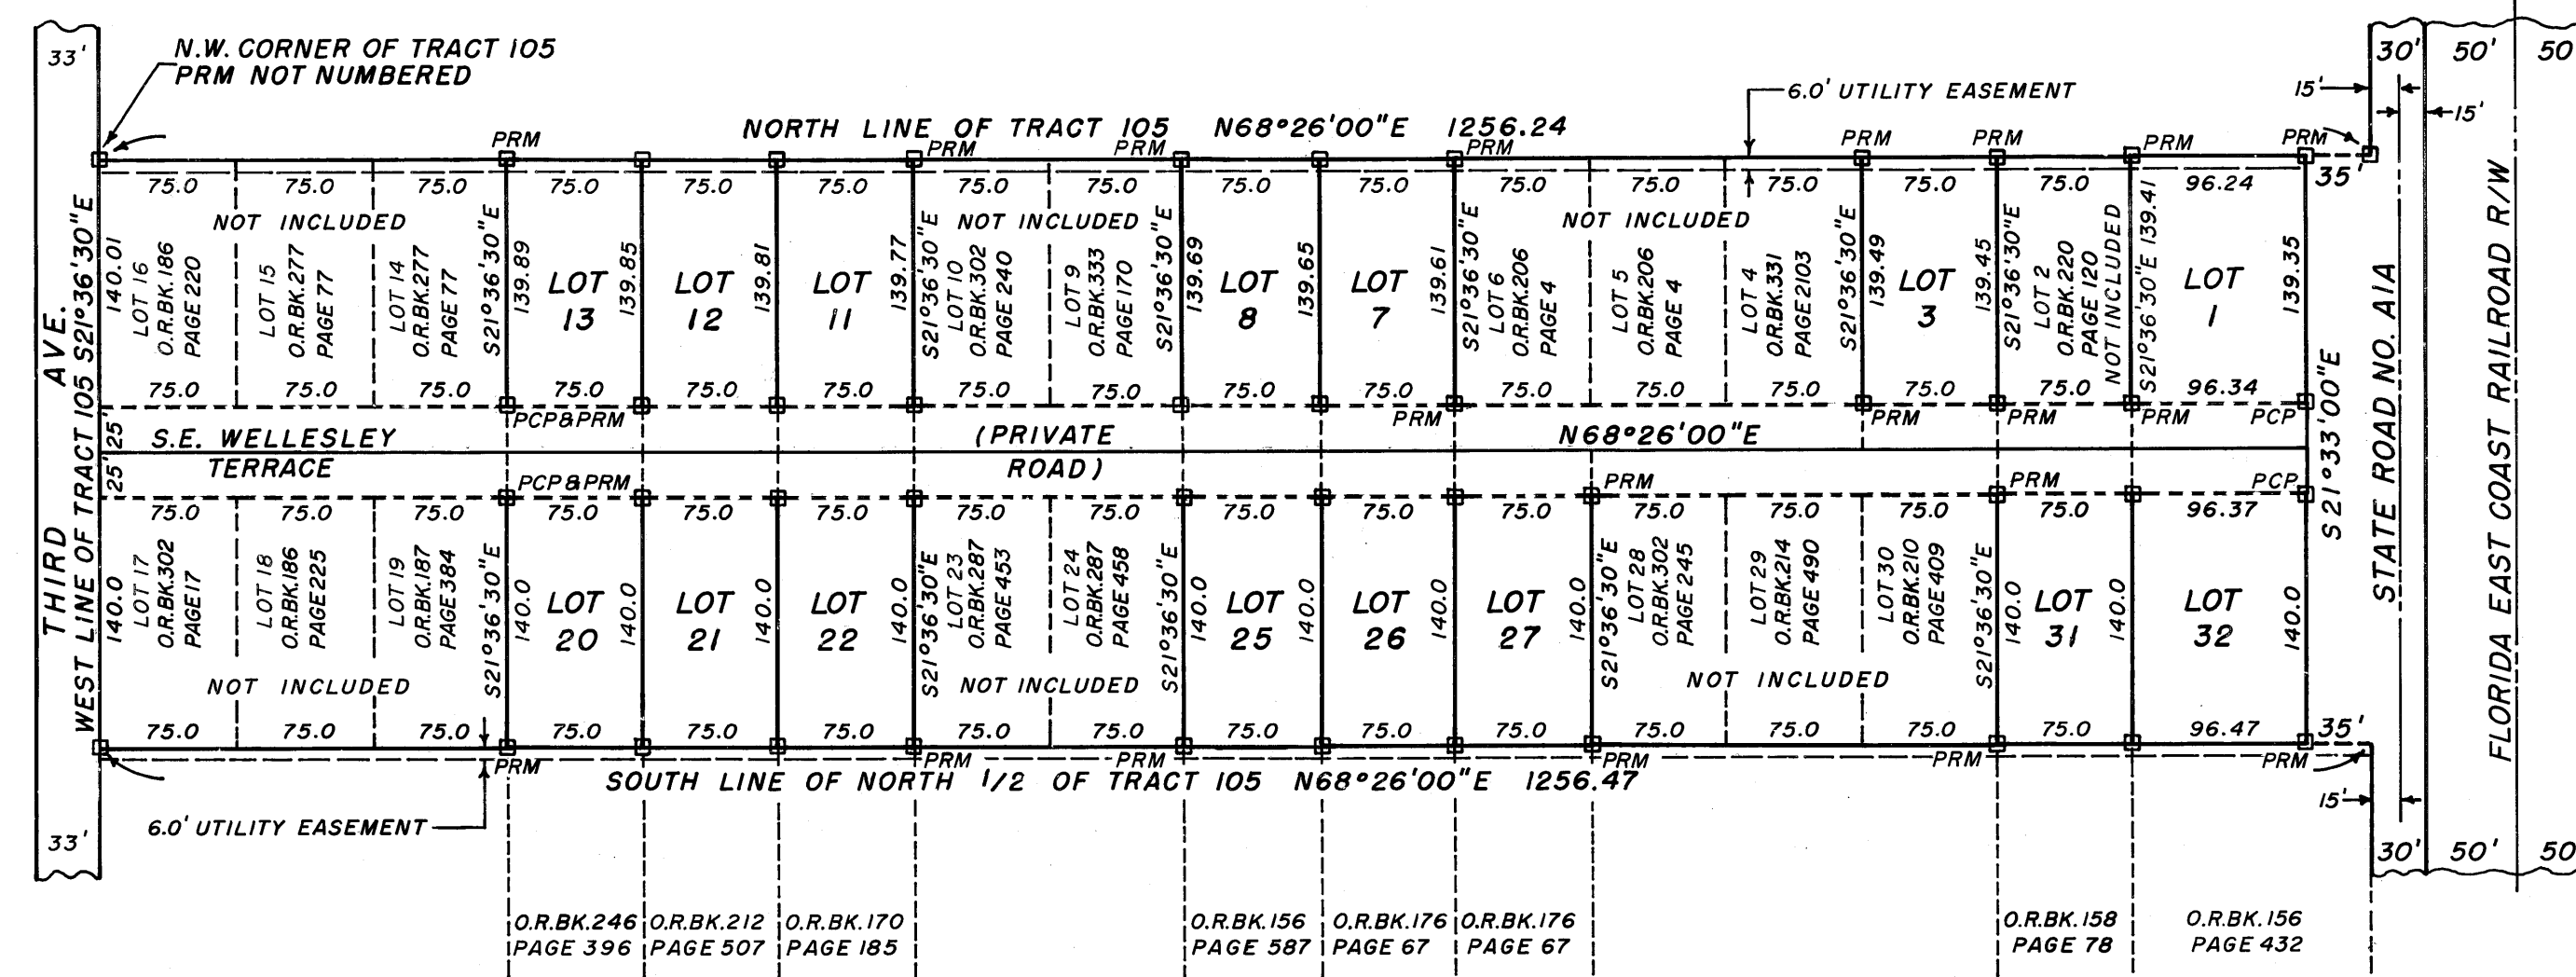 33'
N.W. CORNER OF TRACT 105
PRM NOT NUMBERED
30' 50' 50
6.0' UTILITY EASEMENT
15'
15'
NORTH LINE OF TRACT 105 N68°26'00"E 1256.24
PRM PRM PRM PRM PRM PRM PRM PRM
75.0 75.0 75.0 75.0 75.0 75.0 75.0 75.0 75.0 75.0 75.0 75.0 75.0 75.0 75.0 96.24 35'
NOT INCLUDED NOT INCLUDED NOT INCLUDED
140.01
LOT 16
O.R.BK.186
PAGE 220
LOT 15
O.R.BK.277
PAGE 77
LOT 14
O.R.BK.277
PAGE 77
S21°36'30"E
139.89
LOT
13
139.85
LOT
12
139.81
LOT
11
139.77
S21°36'30"E
LOT 10
O.R.BK.302
PAGE 240
LOT 9
O.R.BK.333
PAGE 170
S21°36'30"E
139.69
LOT
8
139.65
LOT
7
139.61
S21°36'30"E
LOT 6
O.R.BK.206
PAGE 4
LOT 5
O.R.BK.206
PAGE 4
LOT 4
O.R.BK.331
PAGE 2103
S21°36'30"E
139.49
LOT
3
139.45
S21°36'30"E
LOT 2
O.R.BK.220
PAGE 120
NOT INCLUDED
S21°36'30"E 139.41
LOT
1
139.35
75.0 75.0 75.0 75.0 75.0 75.0 75.0 75.0 75.0 75.0 75.0 75.0 75.0 75.0 75.0 96.34
PCP&PRM PRM PRM PRM PRM PCP
THIRD AVE.
WEST LINE OF TRACT 105 S21°36'30"E
25'
25'
S.E. WELLESLEY
TERRACE
(PRIVATE
ROAD)
N68°26'00"E
S21°33'00"E
STATE ROAD NO. A1A
FLORIDA EAST COAST RAILROAD R/W
PCP&PRM PRM PRM PCP
75.0 75.0 75.0 75.0 75.0 75.0 75.0 75.0 75.0 75.0 75.0 75.0 75.0 75.0 75.0 96.37
140.0
LOT 17
O.R.BK.302
PAGE 17
LOT 18
O.R.BK.186
PAGE 225
LOT 19
O.R.BK.187
PAGE 384
S21°36'30"E
140.0
LOT
20
140.0
LOT
21
140.0
LOT
22
140.0
S21°36'30"E
LOT 23
O.R.BK.287
PAGE 453
LOT 24
O.R.BK.287
PAGE 458
S21°36'30"E
140.0
LOT
25
140.0
LOT
26
140.0
LOT
27
140.0
S21°36'30"E
LOT 28
O.R.BK.302
PAGE 245
LOT 29
O.R.BK.214
PAGE 490
LOT 30
O.R.BK.210
PAGE 409
S21°36'30"E
140.0
LOT
31
140.0
LOT
32
140.0
NOT INCLUDED NOT INCLUDED NOT INCLUDED
75.0 75.0 75.0 75.0 75.0 75.0 75.0 75.0 75.0 75.0 75.0 75.0 75.0 75.0 75.0 96.47 35'
PRM PRM PRM PRM PRM PRM
SOUTH LINE OF NORTH 1/2 OF TRACT 105 N68°26'00"E 1256.47
15'
6.0' UTILITY EASEMENT
33'
30' 50' 50
O.R.BK.246
PAGE 396
O.R.BK.212
PAGE 507
O.R.BK.170
PAGE 185
O.R.BK.156
PAGE 587
O.R.BK.176
PAGE 67
O.R.BK.176
PAGE 67
O.R.BK.158
PAGE 78
O.R.BK.156
PAGE 432